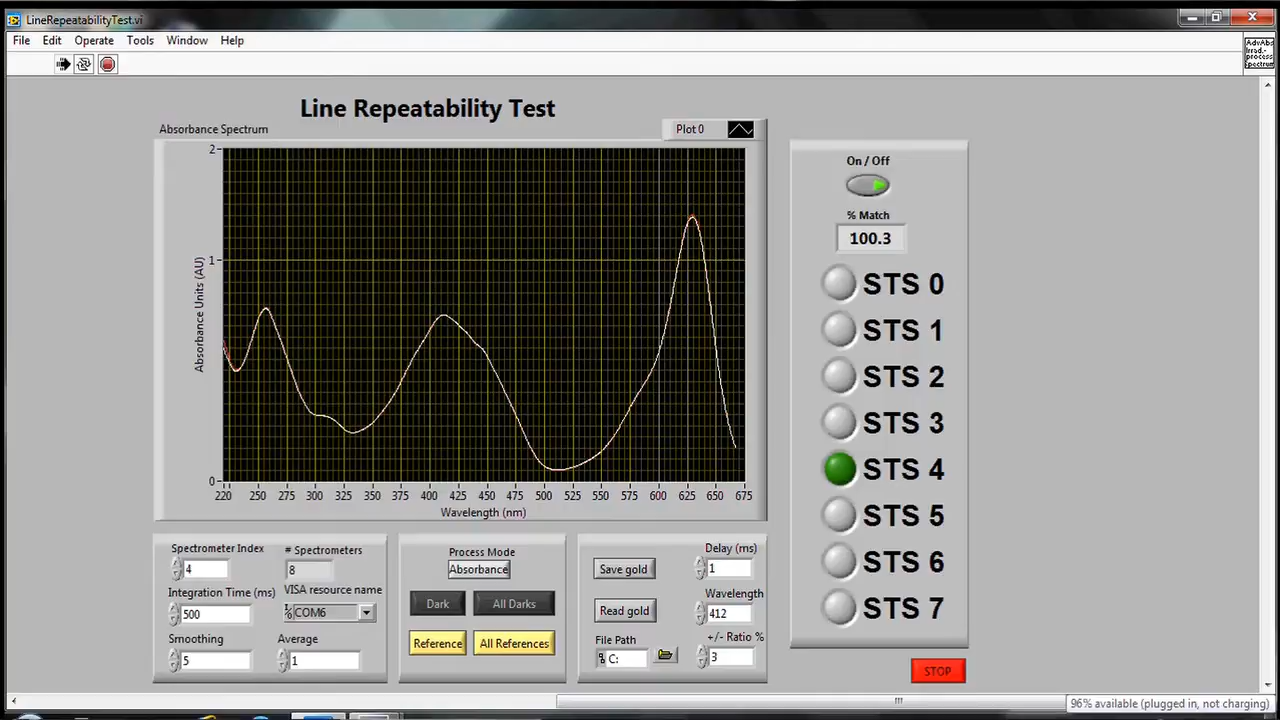 LineRepeatabilityTest.vi
File Edit Operate Tools Window Help
AdvAbs
Irrad.-
process
Spectrum
Line Repeatability Test
Absorbance Spectrum
Plot 0
2
1
0
Absorbance Units (AU)
220 250 275 300 325 350 375 400 412 425 450 475 500 525 550 575 600 625 650 675
Wavelength (nm)
On / Off
% Match
100.3
STS 0
STS 1
STS 2
STS 3
STS 4
STS 5
STS 6
STS 7
STOP
Spectrometer Index
4
# Spectrometers
8
Integration Time (ms)
500
VISA resource name
COM6
Smoothing
5
Average
1
Process Mode
Absorbance
Dark
All Darks
Reference
All References
Save gold
Read gold
File Path
C:
Delay (ms)
1
Wavelength
412
+/- Ratio %
3
96% available (plugged in, not charging)